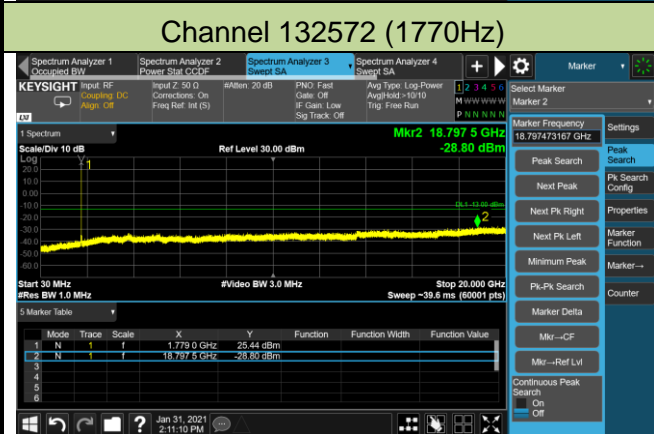 Channel 132572 (1770Hz)
Spectrum Analyzer 1
Occupied BW
Spectrum Analyzer 2
Power Stat CCDF
Spectrum Analyzer 3
Swept SA
Spectrum Analyzer 4
Swept SA
Marker
KEYSIGHT
Input: RF
Coupling: DC
Align: Off
Input Z: 50 Ω
Corrections: On
Freq Ref: Int (S)
#Atten: 20 dB
PNO: Fast
Gate: Off
IF Gain: Low
Sig Track: Off
Avg Type: Log-Power
Avg|Hold:>10/10
Trig: Free Run
1 2 3 4 5 6
M W W W W W
P N N N N N
LXI
Select Marker
Marker 2
1 Spectrum
Mkr2 18.797 5 GHz
-28.80 dBm
Scale/Div 10 dB
Ref Level 30.00 dBm
Log
20.0
10.0
0.00
-10.0
-20.0
-30.0
-40.0
-50.0
-60.0
1
DL1 -13.00 dBm
2
Start 30 MHz
#Res BW 1.0 MHz
#Video BW 3.0 MHz
Stop 20.000 GHz
Sweep ~39.6 ms (60001 pts)
5 Marker Table
Mode Trace Scale X Y Function Function Width Function Value
1 N 1 f 1.779 0 GHz 25.44 dBm
2 N 1 f 18.797 5 GHz -28.80 dBm
3
4
5
6
Marker Frequency
18.797473167 GHz
Peak Search
Next Peak
Next Pk Right
Next Pk Left
Minimum Peak
Pk-Pk Search
Marker Delta
Mkr→CF
Mkr→Ref Lvl
Continuous Peak
Search
On
Off
Settings
Peak
Search
Pk Search
Config
Properties
Marker
Function
Marker→
Counter
Jan 31, 2021
2:11:10 PM